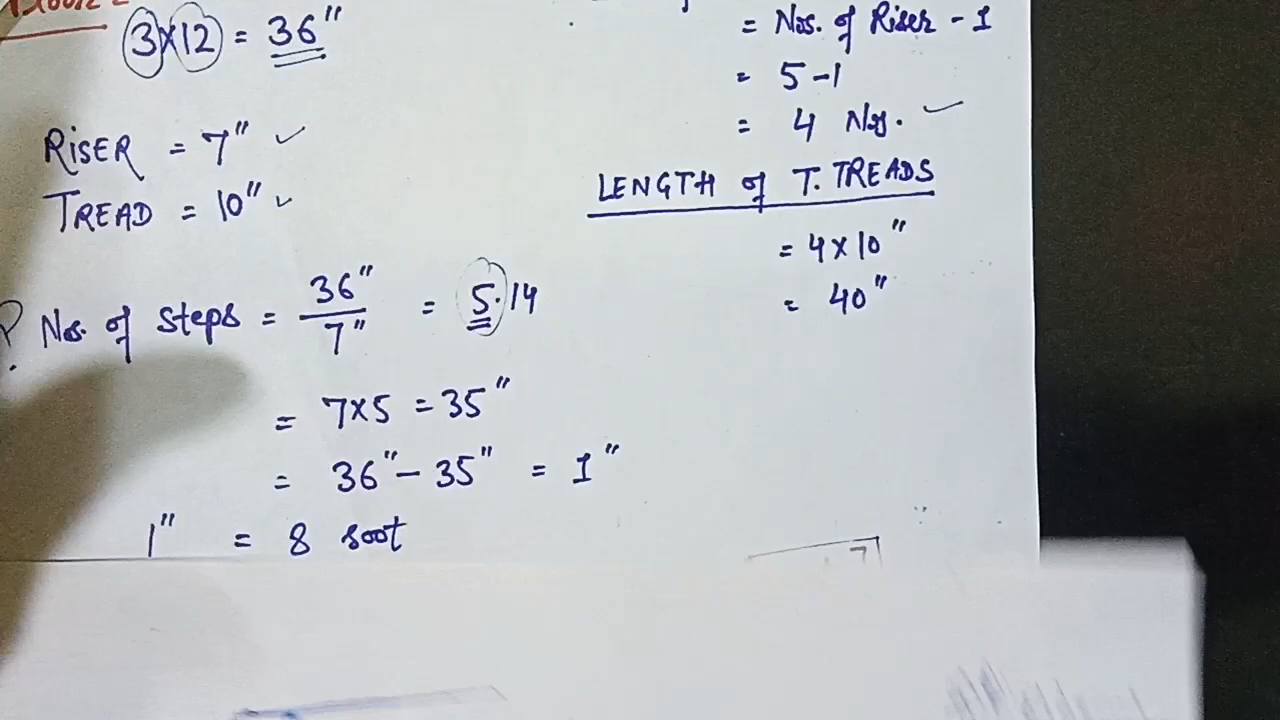 3×12 = 36"
RISER = 7"
TREAD = 10"
Nos. of steps = 36" / 7" = 5.14
= 7×5 = 35"
= 36" – 35" = 1"
1" = 8 soot
= Nos. of Riser - 1
= 5-1
= 4 Nos.
LENGTH of T. TREADS
= 4×10"
= 40"
7